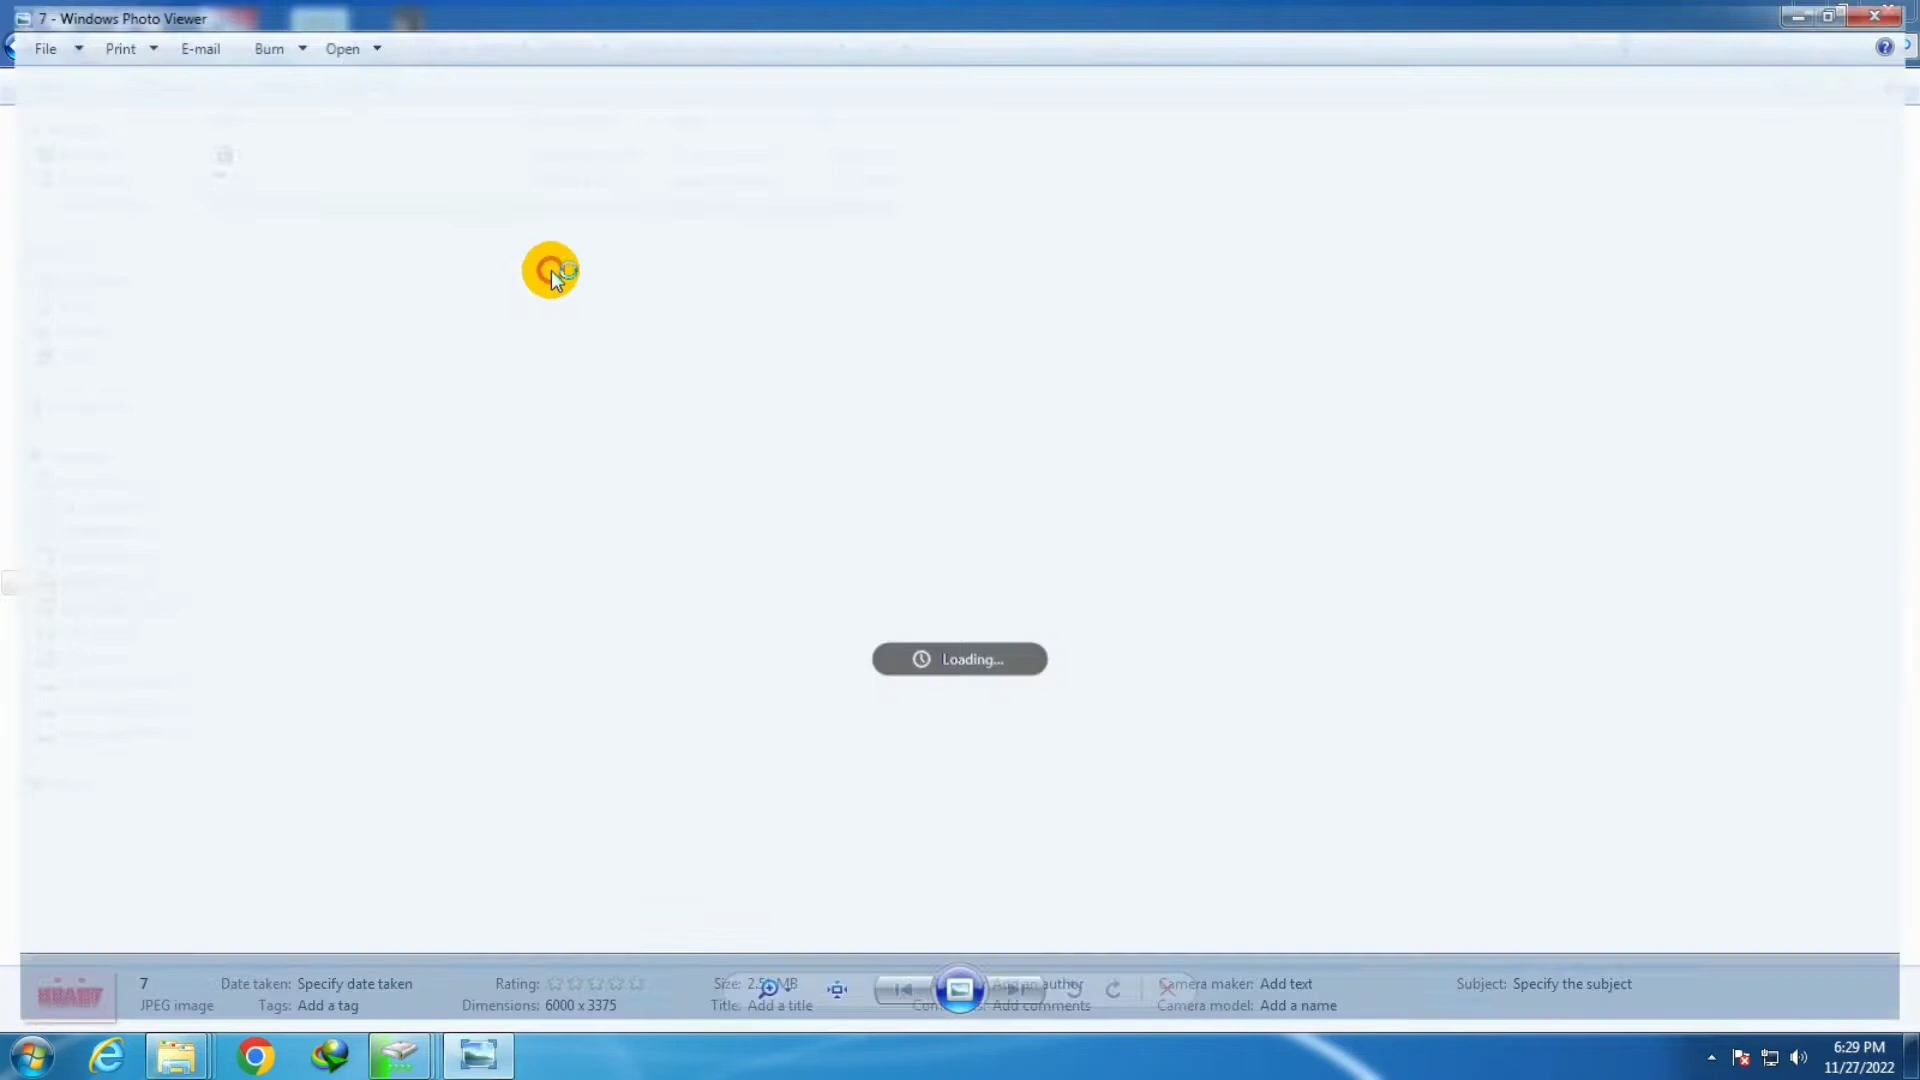 7 - Windows Photo Viewer
File Print E-mail Burn Open
Loading...
7 Date taken: Specify date taken Rating: Size: MB Camera maker: Add text Subject: Specify the subject
JPEG image Tags: Add a tag Dimensions: 6000 x 3375 Title: Add a title Add comments Camera model: Add a name
6:29 PM
11/27/2022